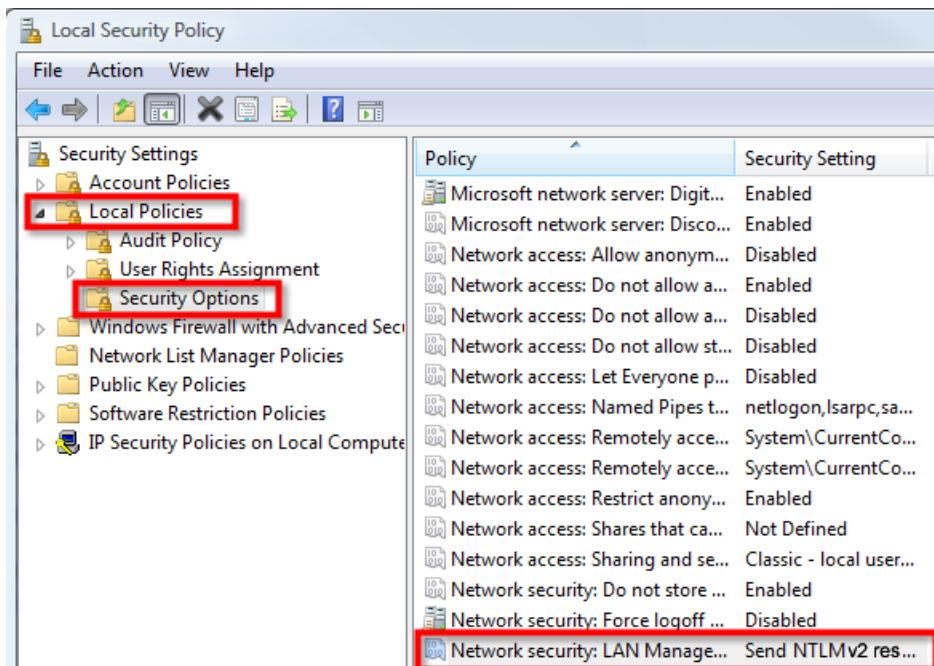 Local Security Policy
File Action View Help
Security Settings
Account Policies
Local Policies
Audit Policy
User Rights Assignment
Security Options
Windows Firewall with Advanced Secu
Network List Manager Policies
Public Key Policies
Software Restriction Policies
IP Security Policies on Local Compute
Policy Security Setting
Microsoft network server: Digit... Enabled
Microsoft network server: Disco... Enabled
Network access: Allow anonym... Disabled
Network access: Do not allow a... Enabled
Network access: Do not allow a... Disabled
Network access: Do not allow st... Disabled
Network access: Let Everyone p... Disabled
Network access: Named Pipes t... netlogon,lsarpc,sa...
Network access: Remotely acce... System\CurrentCo...
Network access: Remotely acce... System\CurrentCo...
Network access: Restrict anony... Enabled
Network access: Shares that ca... Not Defined
Network access: Sharing and se... Classic - local user...
Network security: Do not store ... Enabled
Network security: Force logoff ... Disabled
Network security: LAN Manage... Send NTLMv2 res...